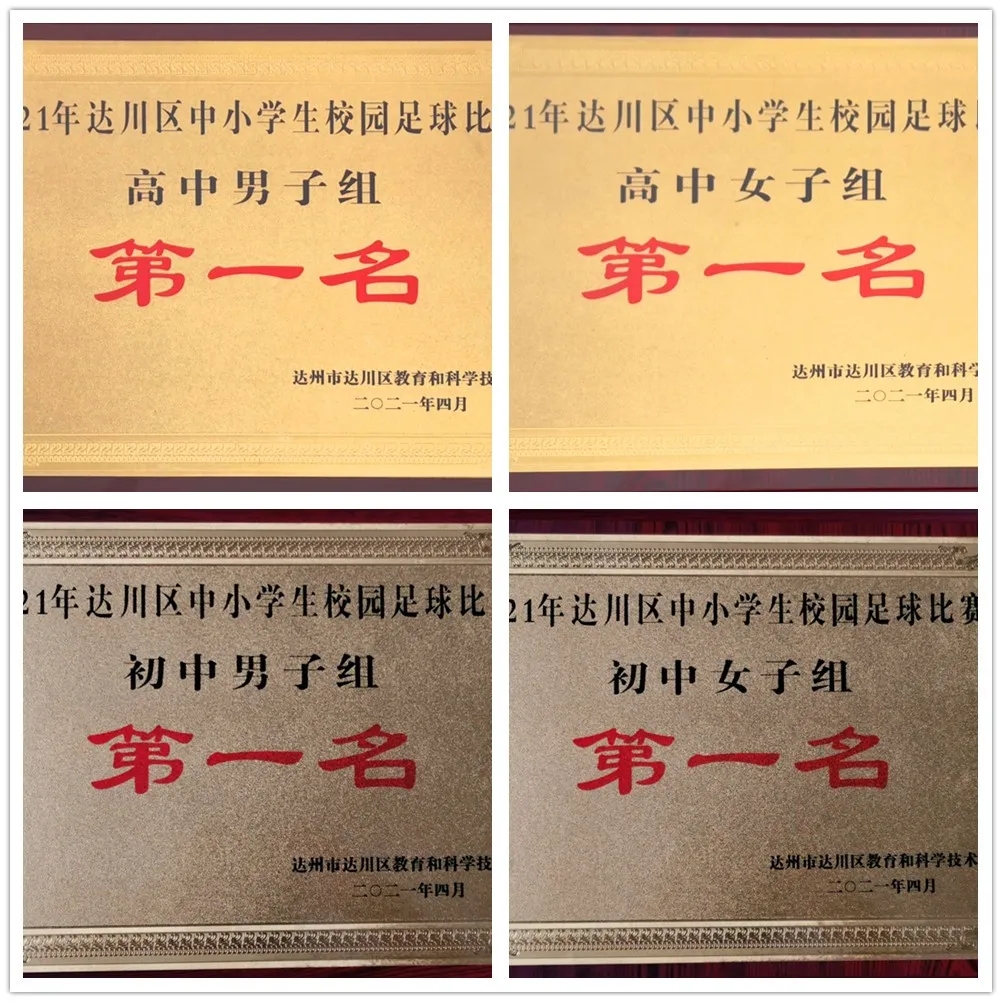 21年达川区中小学生校园足球比
高中男子组
第一名
达州市达川区教育和科学技
二〇二一年四月
21年达川区中小学生校园足球
高中女子组
第一名
达州市达川区教育和科学
二〇二一年四月
21年达川区中小学生校园足球比
初中男子组
第一名
达州市达川区教育和科学技
二〇二一年四月
21年达川区中小学生校园足球比赛
初中女子组
第一名
达州市达川区教育和科学技术
二〇二一年四月